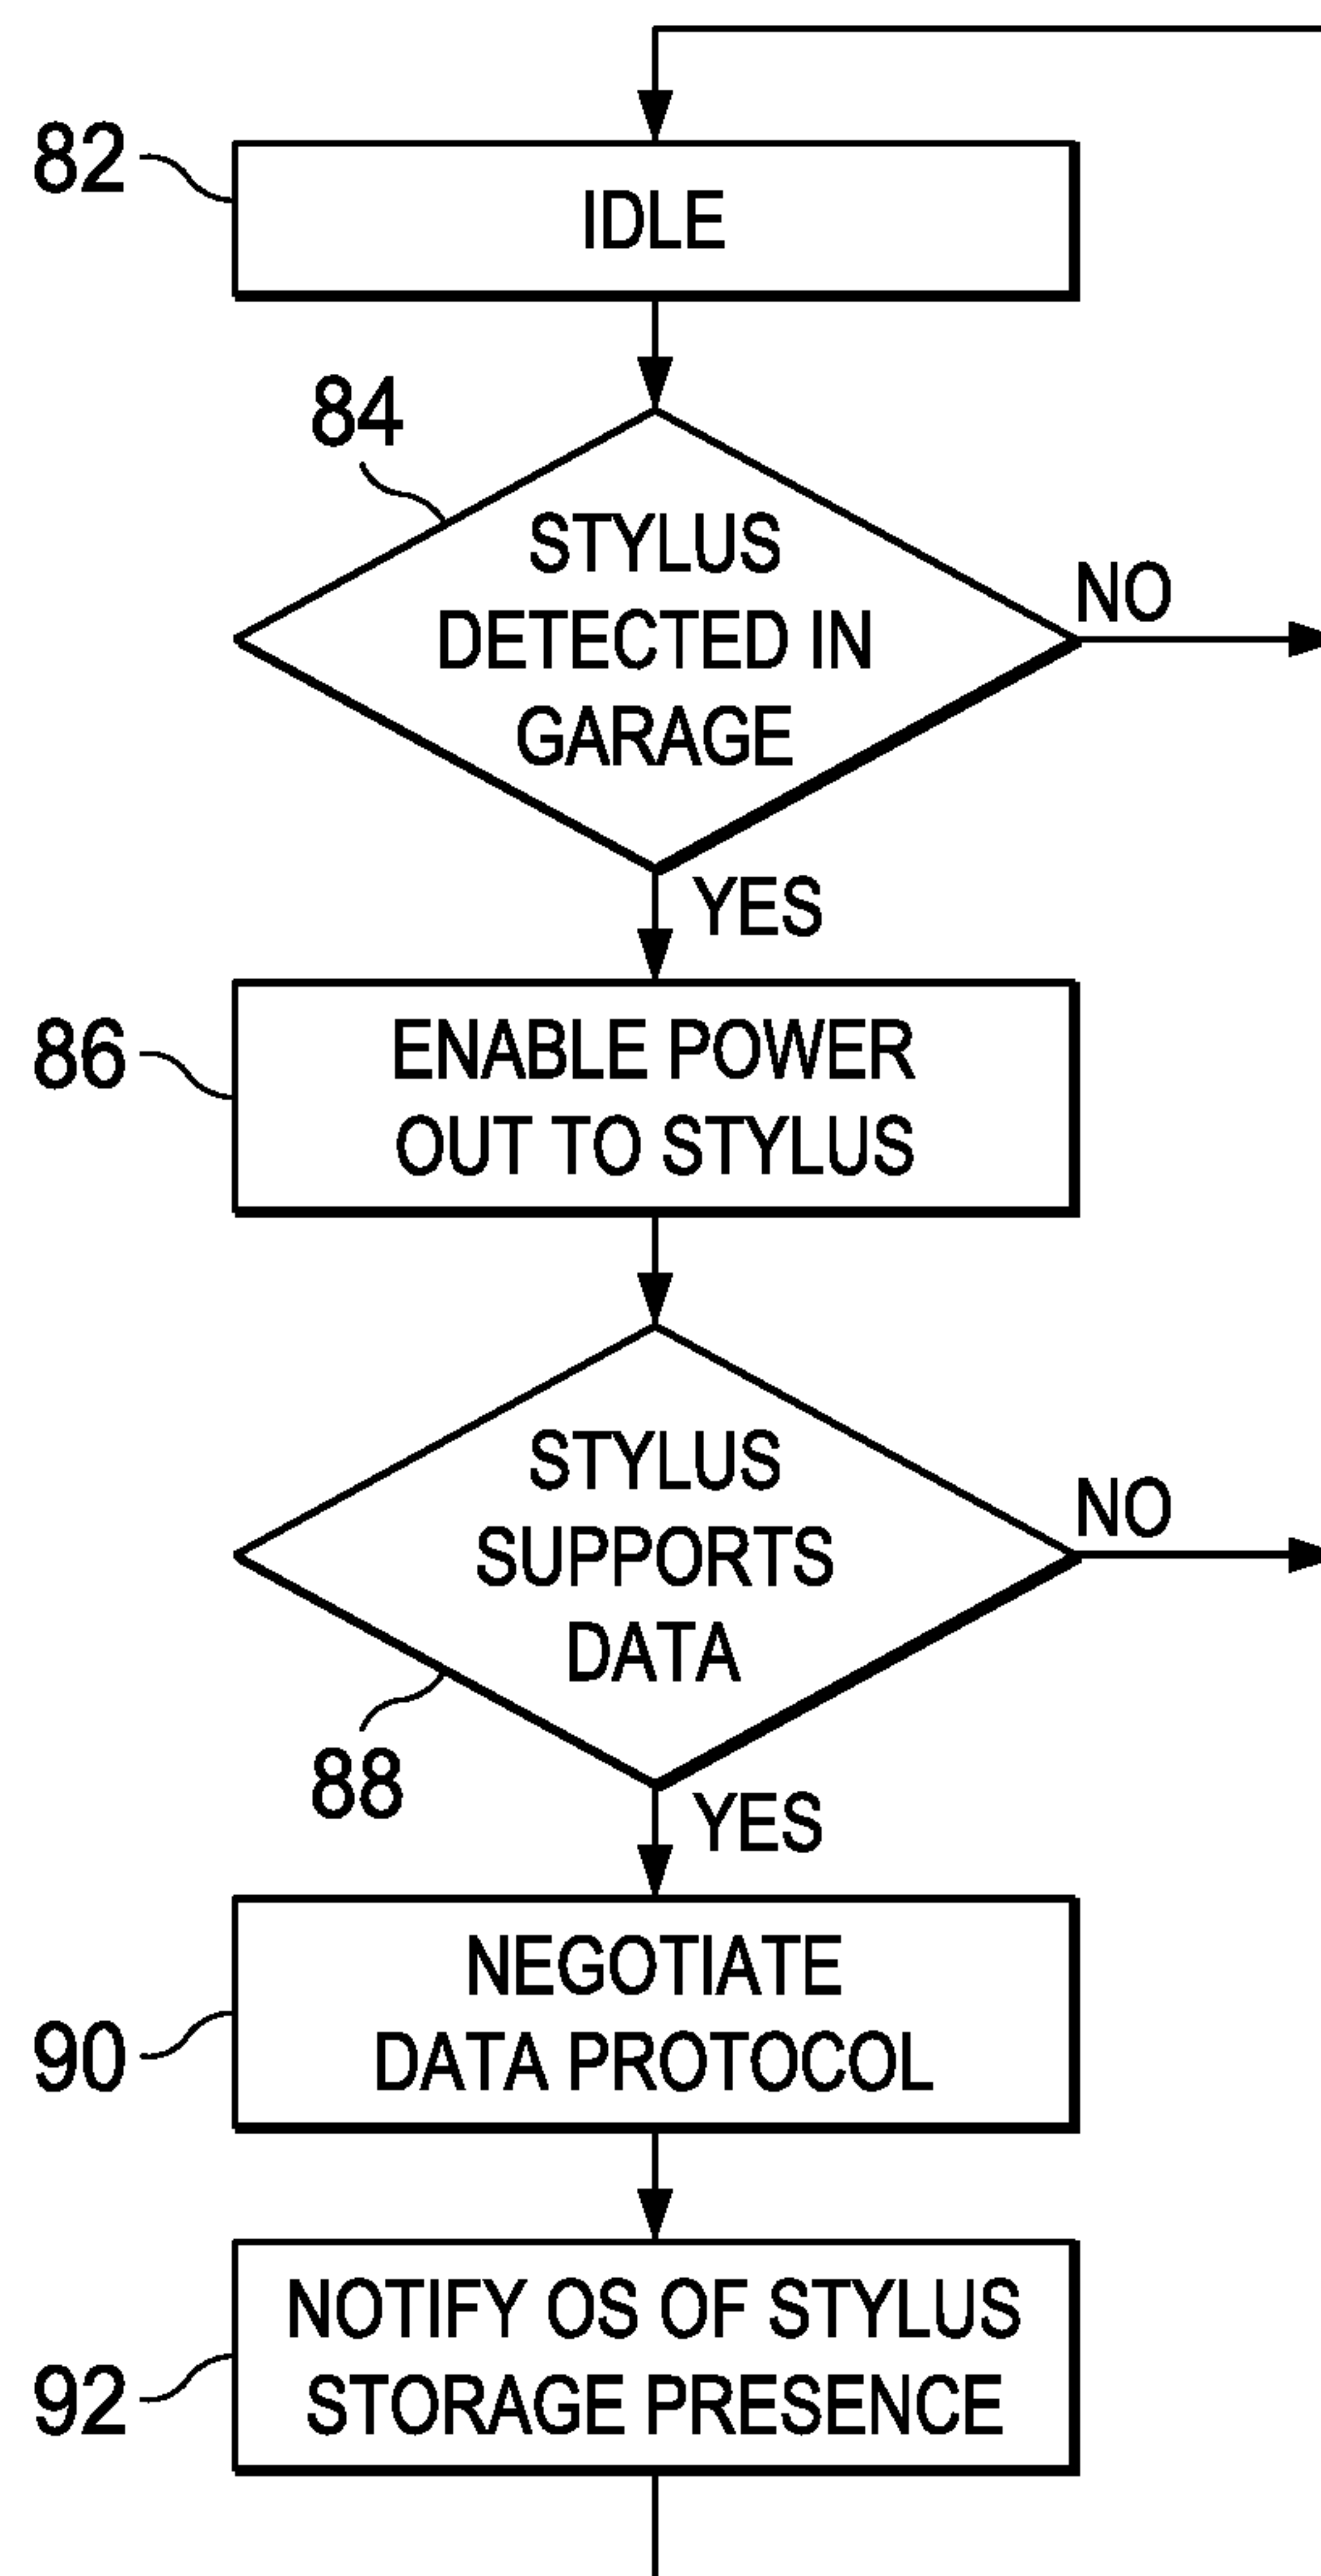 82
IDLE
84
STYLUS
DETECTED IN
GARAGE
NO
YES
86
ENABLE POWER
OUT TO STYLUS
STYLUS
SUPPORTS
DATA
NO
88
YES
NEGOTIATE
DATA PROTOCOL
90
NOTIFY OS OF STYLUS
STORAGE PRESENCE
92